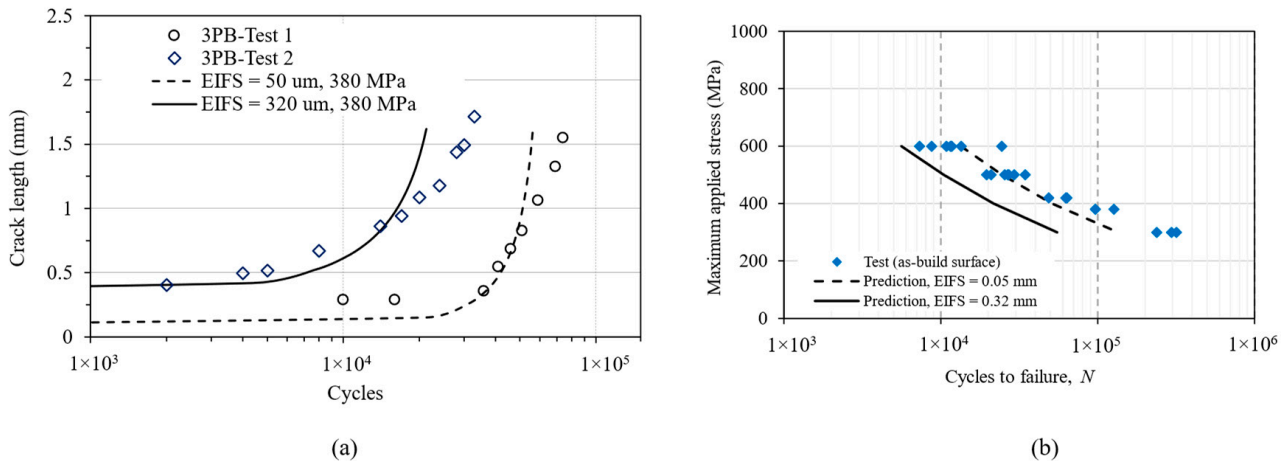 2.5
2
1.5
1
0.5
0
Crack length (mm)
3PB-Test 1
3PB-Test 2
EIFS = 50 um, 380 MPa
EIFS = 320 um, 380 MPa
1×10³
1×10⁴
1×10⁵
Cycles
(a)
1000
800
600
400
200
0
Maximum applied stress (MPa)
Test (as-build surface)
Prediction, EIFS = 0.05 mm
Prediction, EIFS = 0.32 mm
1×10³
1×10⁴
1×10⁵
1×10⁶
Cycles to failure, N
(b)